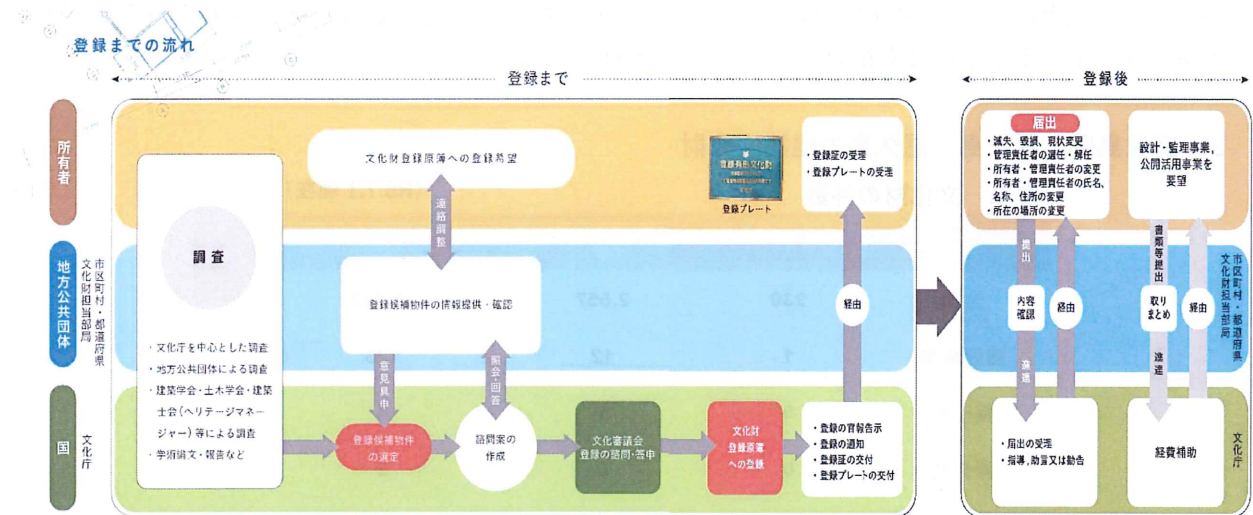 登録までの流れ
登録まで
登録後
所有者
地方公共団体
市区町村・都道府県
文化財担当部局
国
文化庁
調査
・文化庁を中心とした調査
・地方公共団体による調査
・建築学会・土木学会・建築
士会(ヘリテージマネー
ジャー)等による調査
・学術論文・報告など
文化財登録原簿への登録希望
連絡調整
登録候補物件の情報提供・確認
意見具申
照会・回答
登録候補物件
の選定
諮問案の
作成
文化審議会
登録の諮問・答申
文化財
登録原簿
への登録
・登録の官報告示
・登録の通知
・登録証の交付
・登録プレートの交付
経由
登録有形文化財
登録プレート
・登録証の受理
・登録プレートの受理
届出
・滅失、毀損、現状変更
・管理責任者の選任・解任
・所有者・管理責任者の変更
・所有者・管理責任者の氏名、
名称、住所の変更
・所在の場所の変更
提出
内容
確認
進達
経由
・届出の受理
・指導、助言又は勧告
設計・監理事業,
公開活用事業を
要望
書類等提出
取り
まとめ
進達
経由
経費補助
市区町村・都道府県
文化財担当部局
文化庁